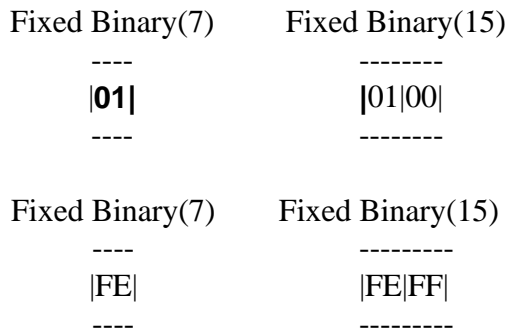 Fixed Binary(7) Fixed Binary(15)
---- --------
|01| |01|00|
---- --------
Fixed Binary(7) Fixed Binary(15)
---- ---------
|FE| |FE|FF|
---- ---------